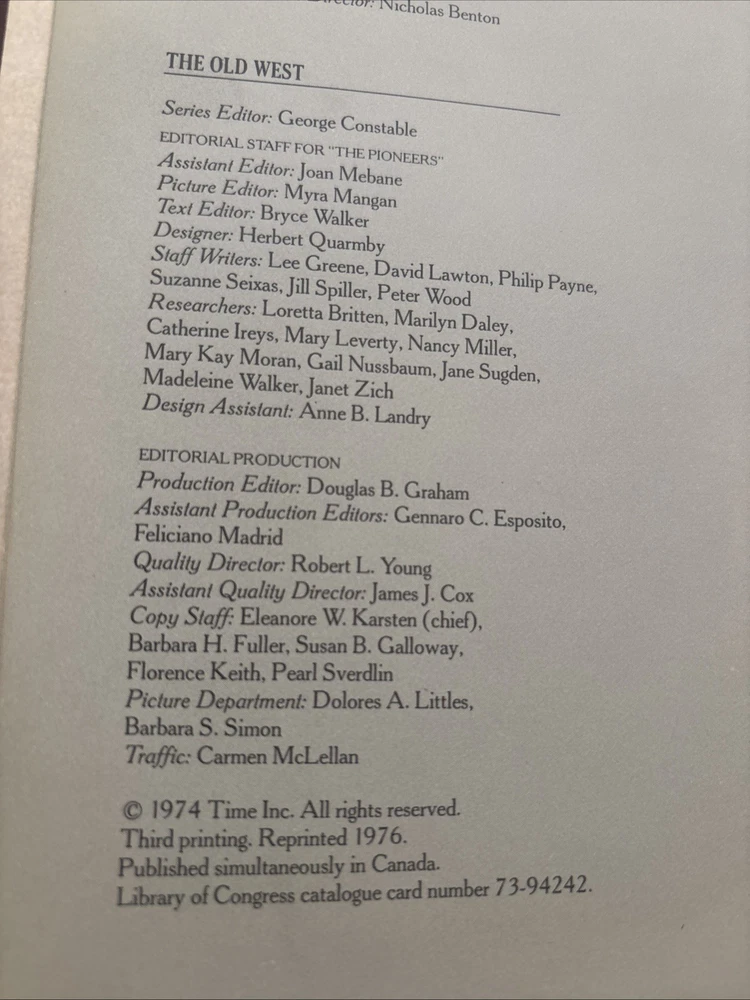 Director: Nicholas Benton
THE OLD WEST
Series Editor: George Constable
EDITORIAL STAFF FOR "THE PIONEERS"
Assistant Editor: Joan Mebane
Picture Editor: Myra Mangan
Text Editor: Bryce Walker
Designer: Herbert Quarmby
Staff Writers: Lee Greene, David Lawton, Philip Payne,
Suzanne Seixas, Jill Spiller, Peter Wood
Researchers: Loretta Britten, Marilyn Daley,
Catherine Ireys, Mary Leverty, Nancy Miller,
Mary Kay Moran, Gail Nussbaum, Jane Sugden,
Madeleine Walker, Janet Zich
Design Assistant: Anne B. Landry
EDITORIAL PRODUCTION
Production Editor: Douglas B. Graham
Assistant Production Editors: Gennaro C. Esposito,
Feliciano Madrid
Quality Director: Robert L. Young
Assistant Quality Director: James J. Cox
Copy Staff: Eleanore W. Karsten (chief),
Barbara H. Fuller, Susan B. Galloway,
Florence Keith, Pearl Sverdlin
Picture Department: Dolores A. Littles,
Barbara S. Simon
Traffic: Carmen McLellan
© 1974 Time Inc. All rights reserved.
Third printing. Reprinted 1976.
Published simultaneously in Canada.
Library of Congress catalogue card number 73-94242.